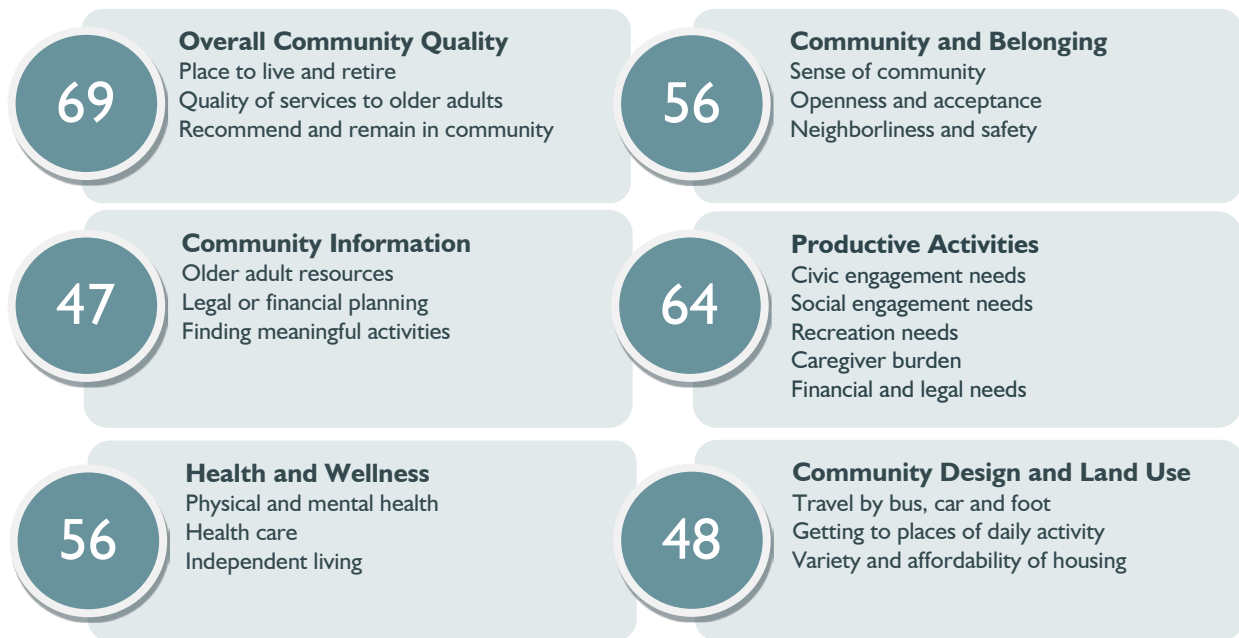 69
Overall Community Quality
Place to live and retire
Quality of services to older adults
Recommend and remain in community
56
Community and Belonging
Sense of community
Openness and acceptance
Neighborliness and safety
47
Community Information
Older adult resources
Legal or financial planning
Finding meaningful activities
64
Productive Activities
Civic engagement needs
Social engagement needs
Recreation needs
Caregiver burden
Financial and legal needs
56
Health and Wellness
Physical and mental health
Health care
Independent living
48
Community Design and Land Use
Travel by bus, car and foot
Getting to places of daily activity
Variety and affordability of housing